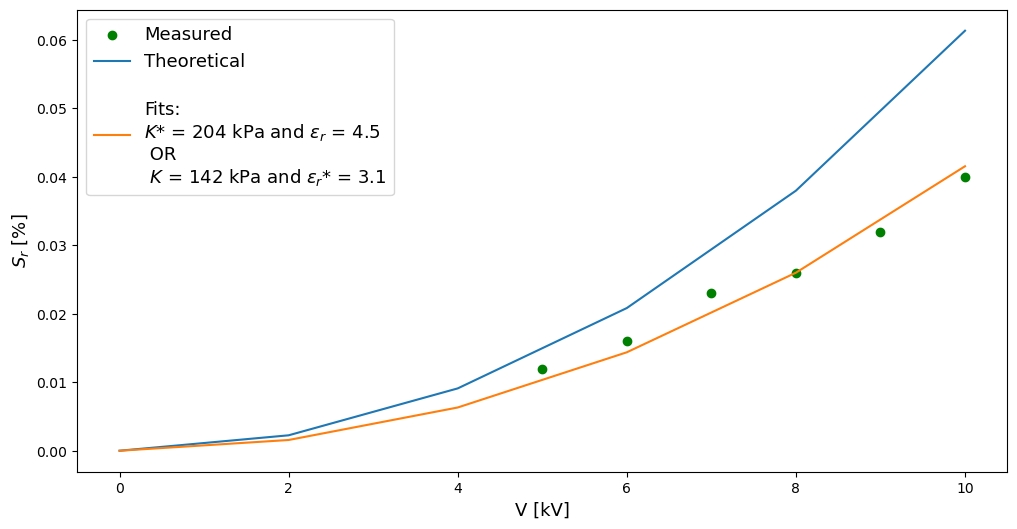 Measured
Theoretical
Fits:
K* = 204 kPa and εᵣ = 4.5
OR
K = 142 kPa and εᵣ* = 3.1
0.06
0.05
0.04
0.03
0.02
0.01
0.00
Sᵣ [%]
0 2 4 6 8 10
V [kV]